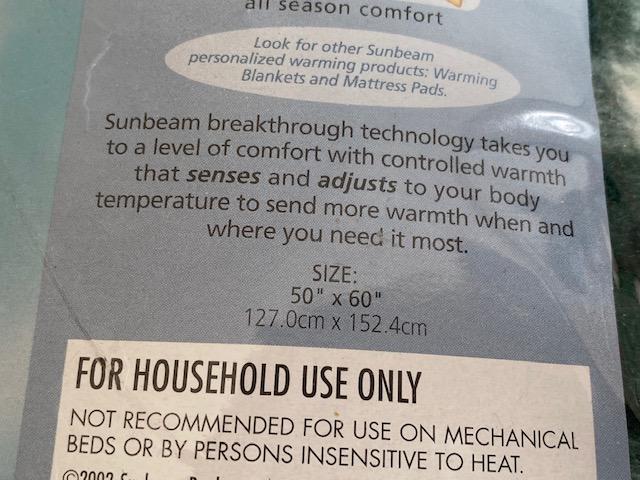 all season comfort
Look for other Sunbeam
personalized warming products: Warming
Blankets and Mattress Pads.
Sunbeam breakthrough technology takes you
to a level of comfort with controlled warmth
that senses and adjusts to your body
temperature to send more warmth when and
where you need it most.
SIZE:
50" x 60"
127.0cm x 152.4cm
FOR HOUSEHOLD USE ONLY
NOT RECOMMENDED FOR USE ON MECHANICAL
BEDS OR BY PERSONS INSENSITIVE TO HEAT.